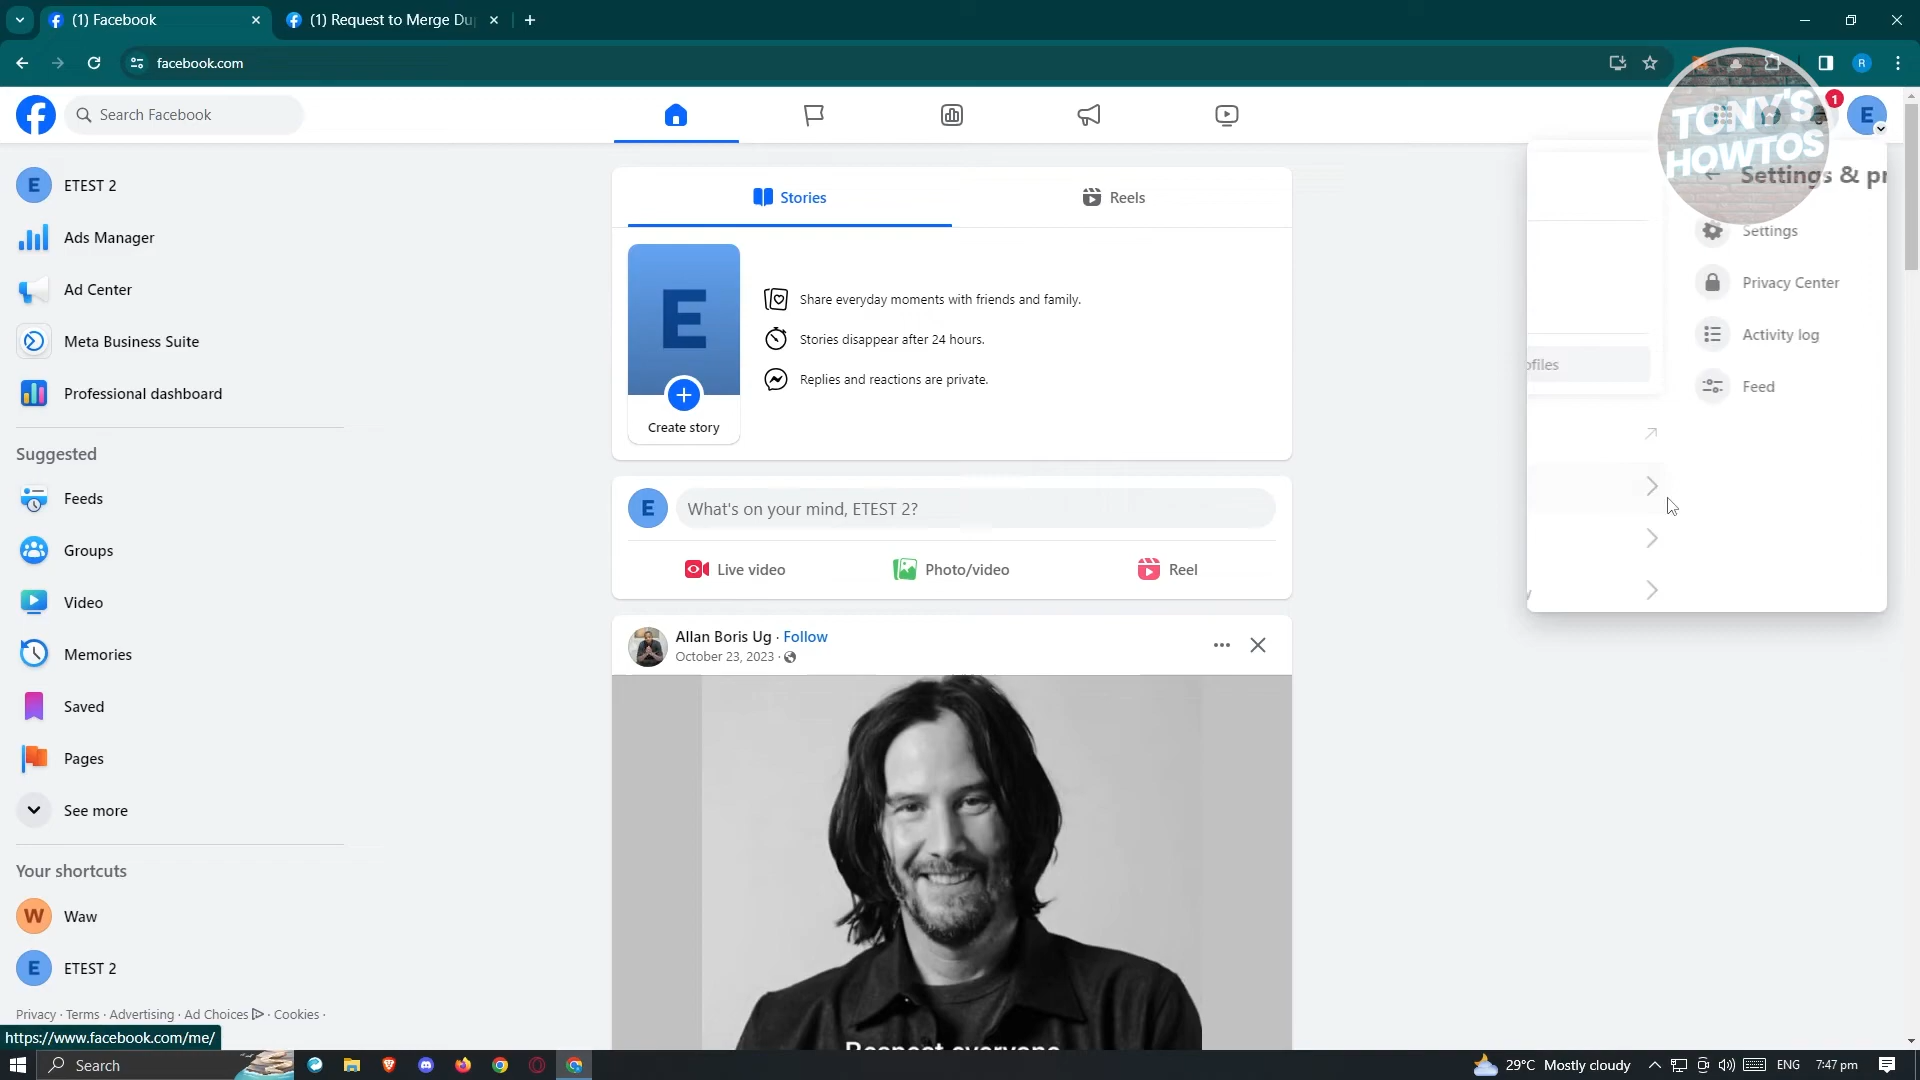 (1) Facebook
(1) Request to Merge Du
facebook.com
R
Search Facebook
1
E
TONY'S
HOWTOS
ETEST 2
Ads Manager
Ad Center
Meta Business Suite
Professional dashboard
Suggested
Feeds
Groups
Video
Memories
Saved
Pages
See more
Your shortcuts
W Waw
E ETEST 2
Privacy · Terms · Advertising · Ad Choices · Cookies ·
https://www.facebook.com/me/
Stories
Reels
E
Share everyday moments with friends and family.
Stories disappear after 24 hours.
Replies and reactions are private.
Create story
E
What's on your mind, ETEST 2?
Live video
Photo/video
Reel
Allan Boris Ug · Follow
October 23, 2023 ·
Respect everyone
Settings & pr
Settings
Privacy Center
Activity log
Feed
ofiles
Search
29°C Mostly cloudy
ENG
7:47 pm